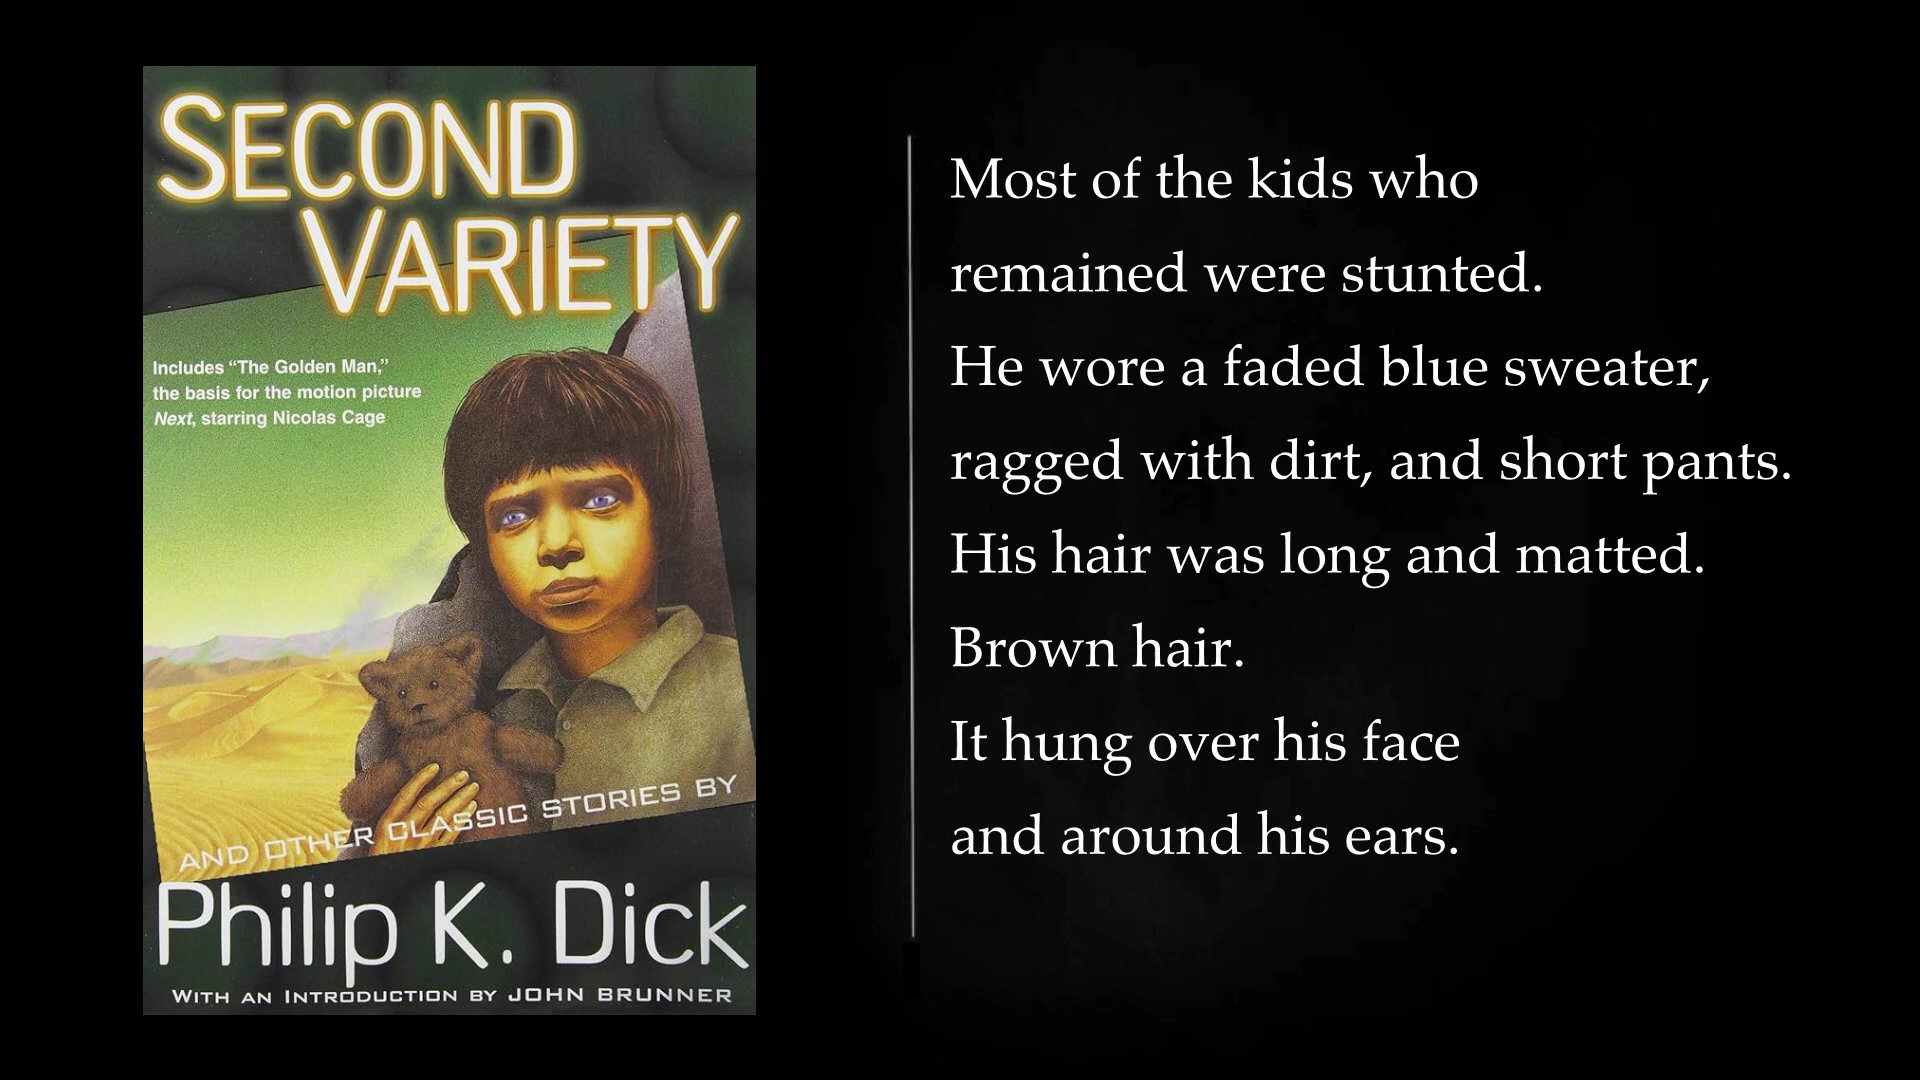 SECOND
VARIETY
Includes “The Golden Man,”
the basis for the motion picture
Next, starring Nicolas Cage
AND OTHER CLASSIC STORIES BY
Philip K. Dick
WITH AN INTRODUCTION BY JOHN BRUNNER
Most of the kids who
remained were stunted.
He wore a faded blue sweater,
ragged with dirt, and short pants.
His hair was long and matted.
Brown hair.
It hung over his face
and around his ears.